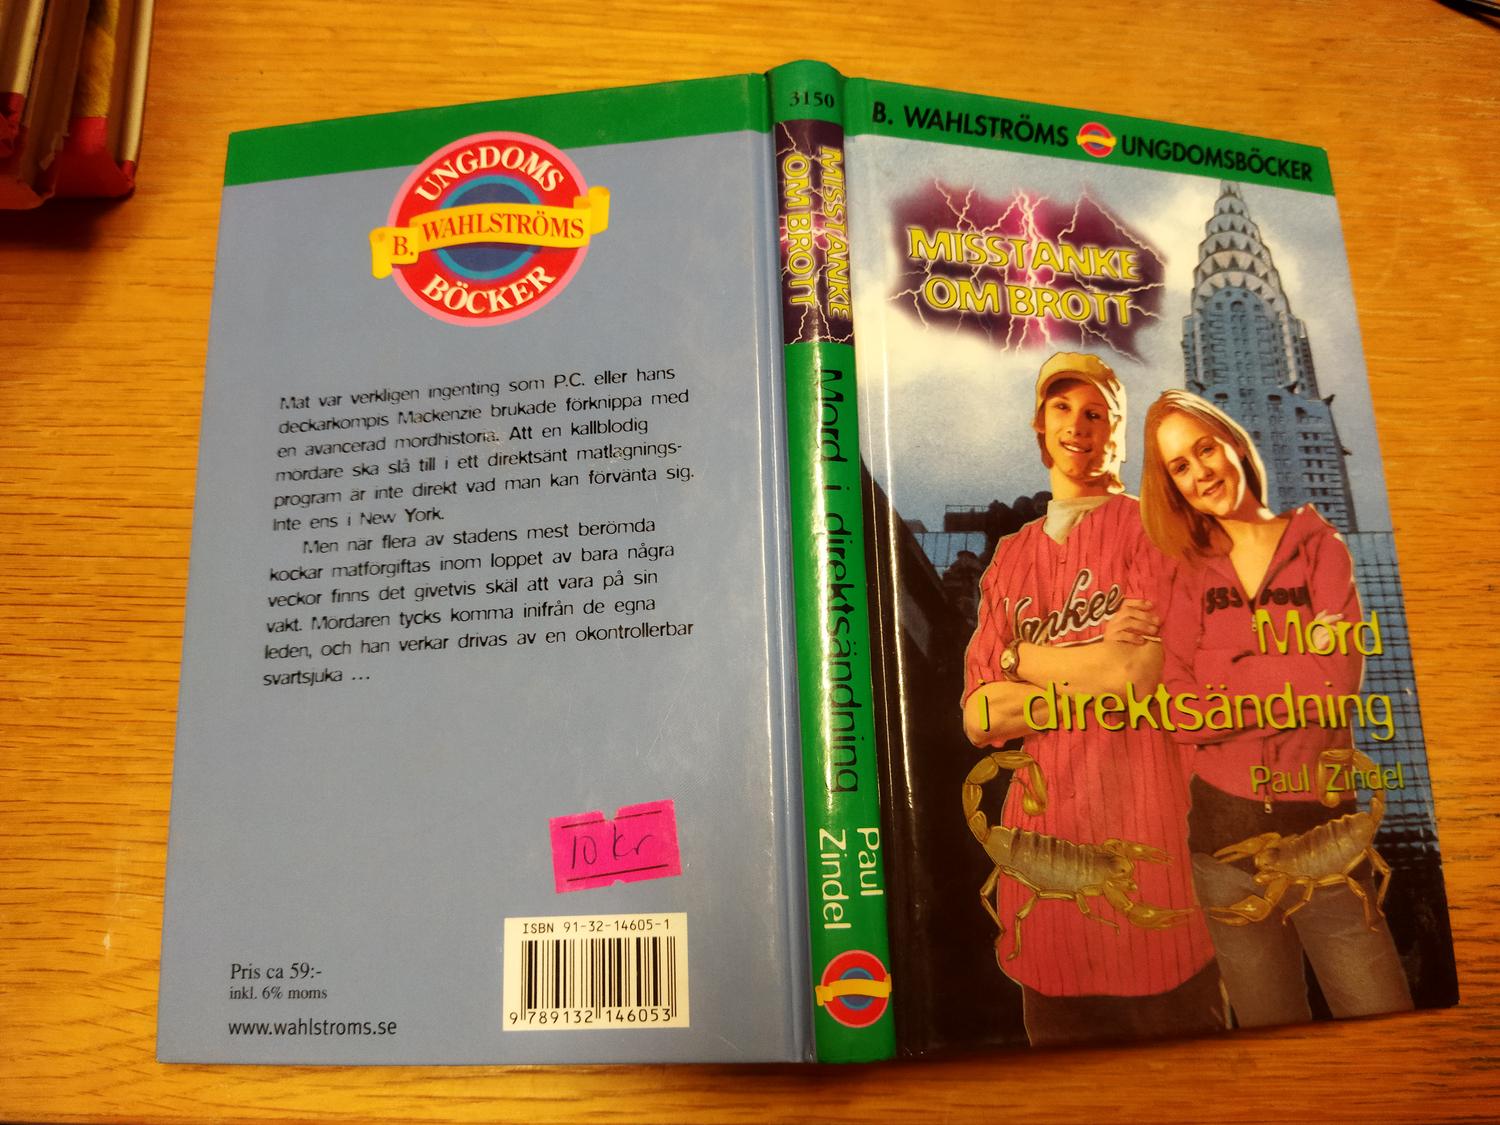 UNGDOMS
B. WAHLSTRÖMS
BÖCKER
Mat var verkligen ingenting som P.C. eller hans
deckarkompis Mackenzie brukade förknippa med
en avancerad mordhistoria. Att en kallblodig
mördare ska slå till i ett direktsänt matlagnings-
program är inte direkt vad man kan förvänta sig.
Inte ens i New York.
Men när flera av stadens mest berömda
kockar matförgiftas inom loppet av bara några
veckor finns det givetvis skäl att vara på sin
vakt. Mördaren tycks komma inifrån de egna
leden, och han verkar drivas av en okontrollerbar
svartsjuka ...
10 kr
Pris ca 59:-
inkl. 6% moms
www.wahlstroms.se
ISBN 91-32-14605-1
9 789132 146053
3150
MISSTANKE
OM BROTT
Mord i direktsändning
Paul
Zindel
B. WAHLSTRÖMS UNGDOMSBÖCKER
MISSTANKE
OM BROTT
Yankee
Mord
i direktsändning
Paul Zindel